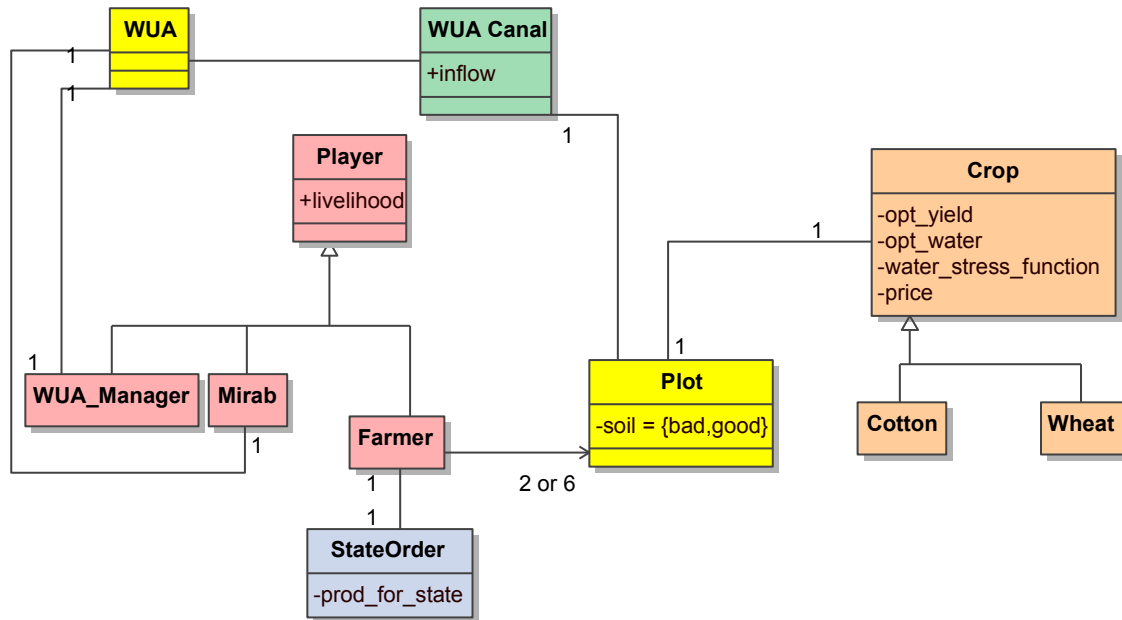 WUA
WUA Canal
+inflow
1
1
1
Player
+livelihood
Crop
-opt_yield
-opt_water
-water_stress_function
-price
1
1
1
WUA_Manager
Mirab
1
Plot
-soil = {bad,good}
Farmer
Cotton
Wheat
2 or 6
1
1
StateOrder
-prod_for_state